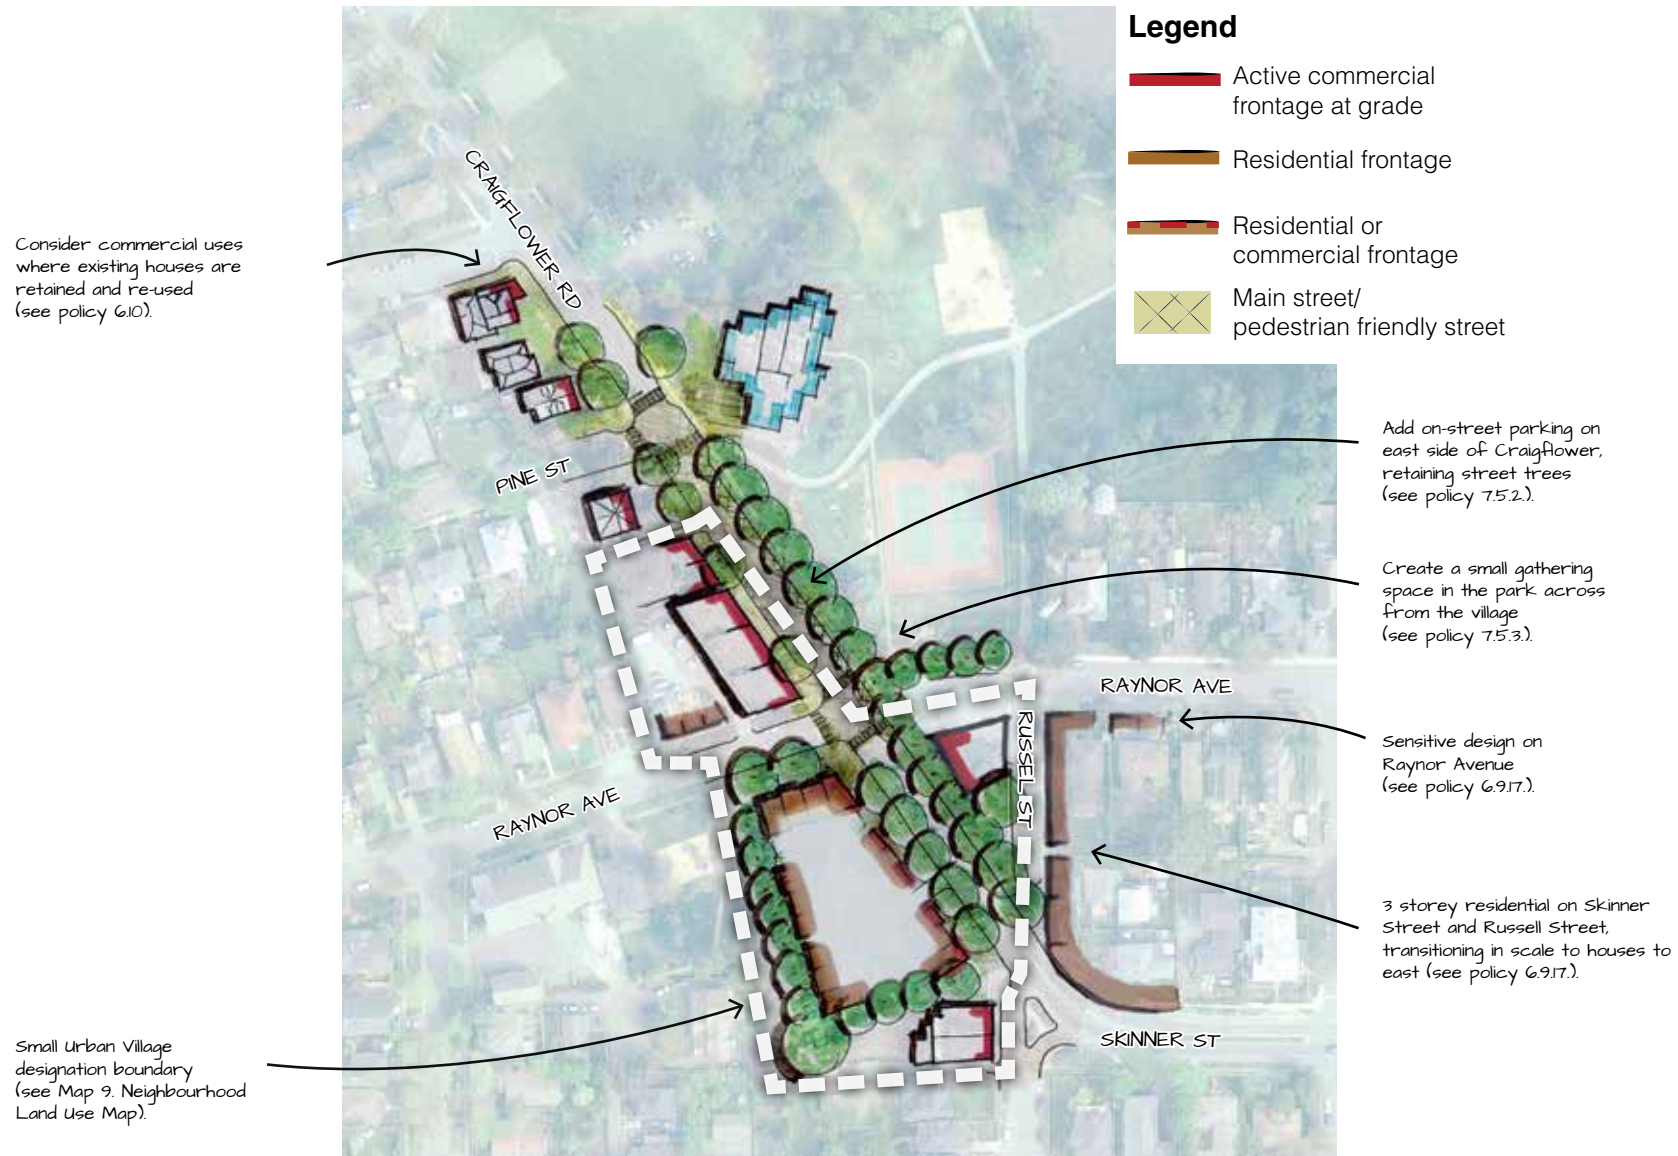 Legend
Active commercial
frontage at grade
Residential frontage
Residential or
commercial frontage
Main street/
pedestrian friendly street
CRAIGFLOWER RD
Consider commercial uses
where existing houses are
retained and re-used
(see policy 6.10).
PINE ST
Add on-street parking on
east side of Craigflower,
retaining street trees
(see policy 7.5.2.).
Create a small gathering
space in the park across
from the village
(see policy 7.5.3.).
RAYNOR AVE
RUSSEL ST
Sensitive design on
Raynor Avenue
(see policy 6.9.17.).
RAYNOR AVE
3 storey residential on Skinner
Street and Russell Street,
transitioning in scale to houses to
east (see policy 6.9.17.).
SKINNER ST
Small Urban Village
designation boundary
(see Map 9. Neighbourhood
Land Use Map).